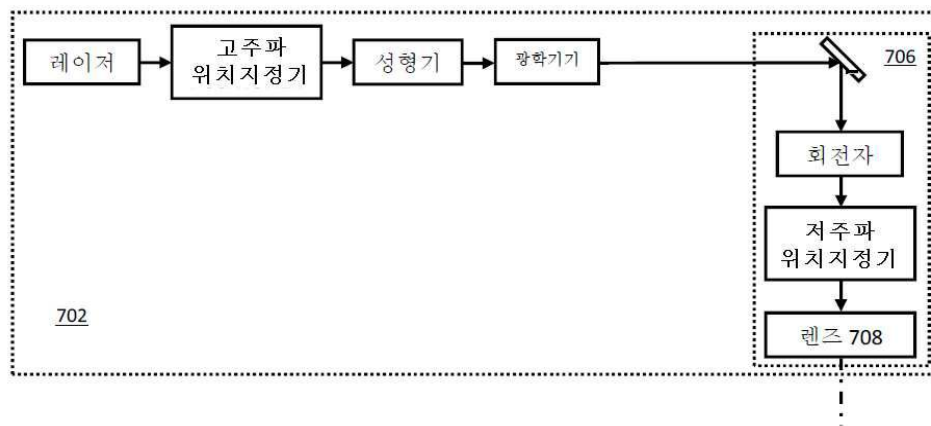 레이저
고주파
위치지정기
성형기
광학기기
706
회전자
저주파
위치지정기
702
렌즈 708